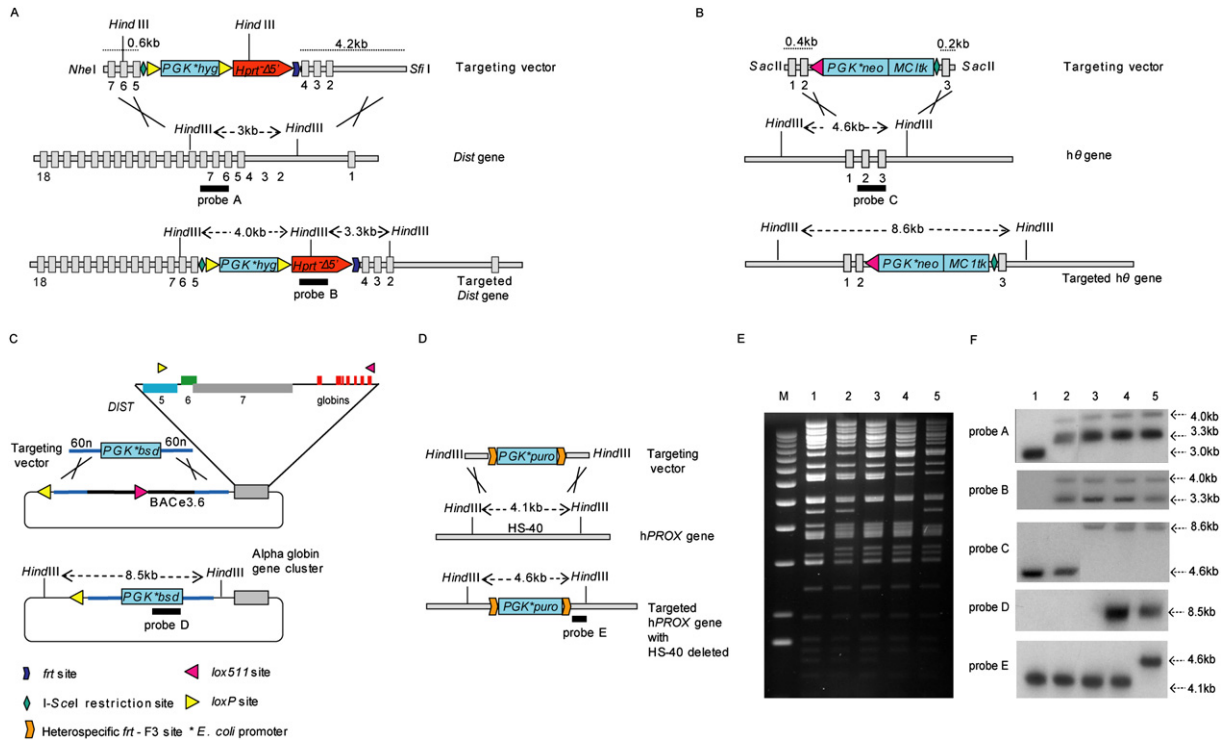 A
Hind III
Hind III
0.6kb
4.2kb
NheI
PGK*hyg
Hprt-Δ5'
Sfi I
Targeting vector
7 6 5
4 3 2
HindIII
3kb
HindIII
Dist gene
18
7 6 5 4 3 2
1
probe A
HindIII
4.0kb
HindIII
3.3kb
HindIII
PGK*hyg
Hprt-Δ5'
18
7 6 5
4 3 2
1
Targeted
Dist gene
probe B
B
0.4kb
0.2kb
SacII
PGK*neo
MCItk
SacII
Targeting vector
1 2
3
HindIII
4.6kb
HindIII
hθ gene
1 2 3
probe C
HindIII
8.6kb
HindIII
PGK*neo
MC1tk
1 2
3
Targeted hθ gene
C
DIST
5
6
7
globins
60n
60n
Targeting
vector
PGK*bsd
BACe3.6
Alpha globin
gene cluster
HindIII
8.5kb
HindIII
PGK*bsd
probe D
frt site
lox511 site
I-SceI restriction site
loxP site
Heterospecific frt - F3 site
* E. coli promoter
D
HindIII
PGK*puro
HindIII
Targeting
vector
HindIII
4.1kb
HindIII
HS-40
hPROX gene
HindIII
4.6kb
HindIII
PGK*puro
Targeted
hPROX gene
with
HS-40 deleted
probe E
E
M 1 2 3 4 5
F
1 2 3 4 5
probe A
4.0kb
3.3kb
3.0kb
probe B
4.0kb
3.3kb
probe C
8.6kb
4.6kb
probe D
8.5kb
probe E
4.6kb
4.1kb